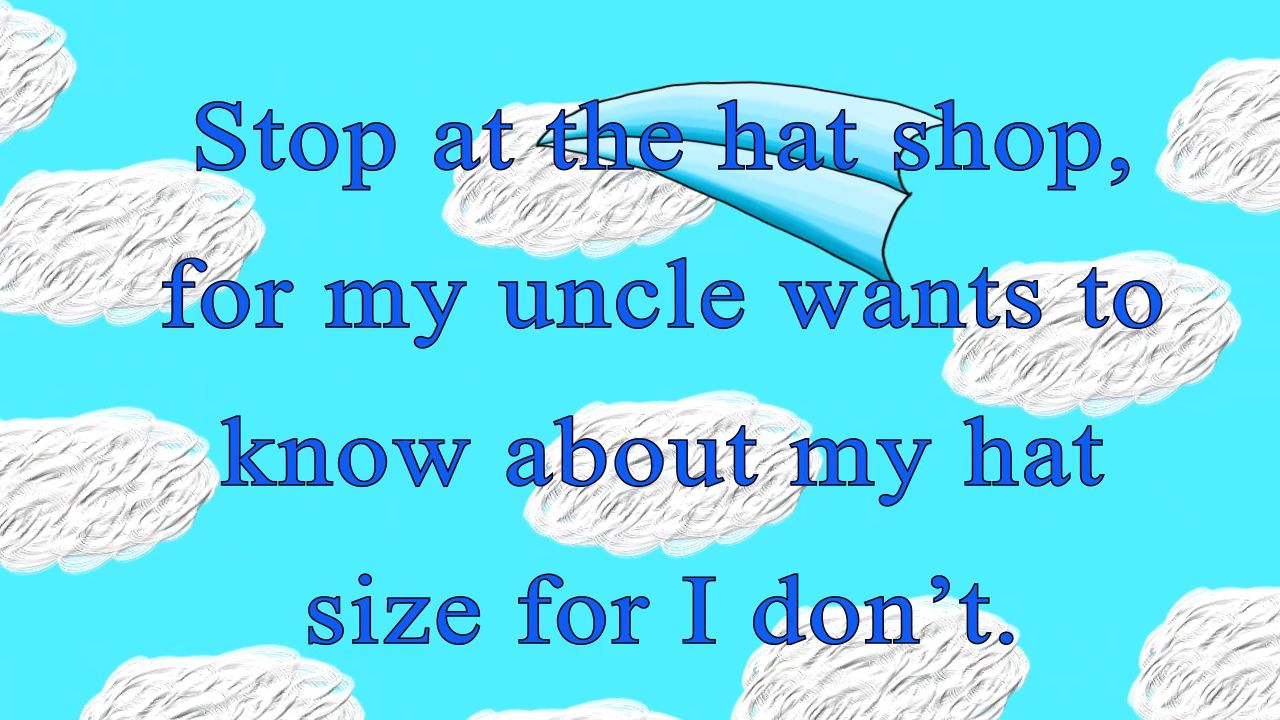 Stop at the hat shop,
for my uncle wants to
know about my hat
size for I don’t.